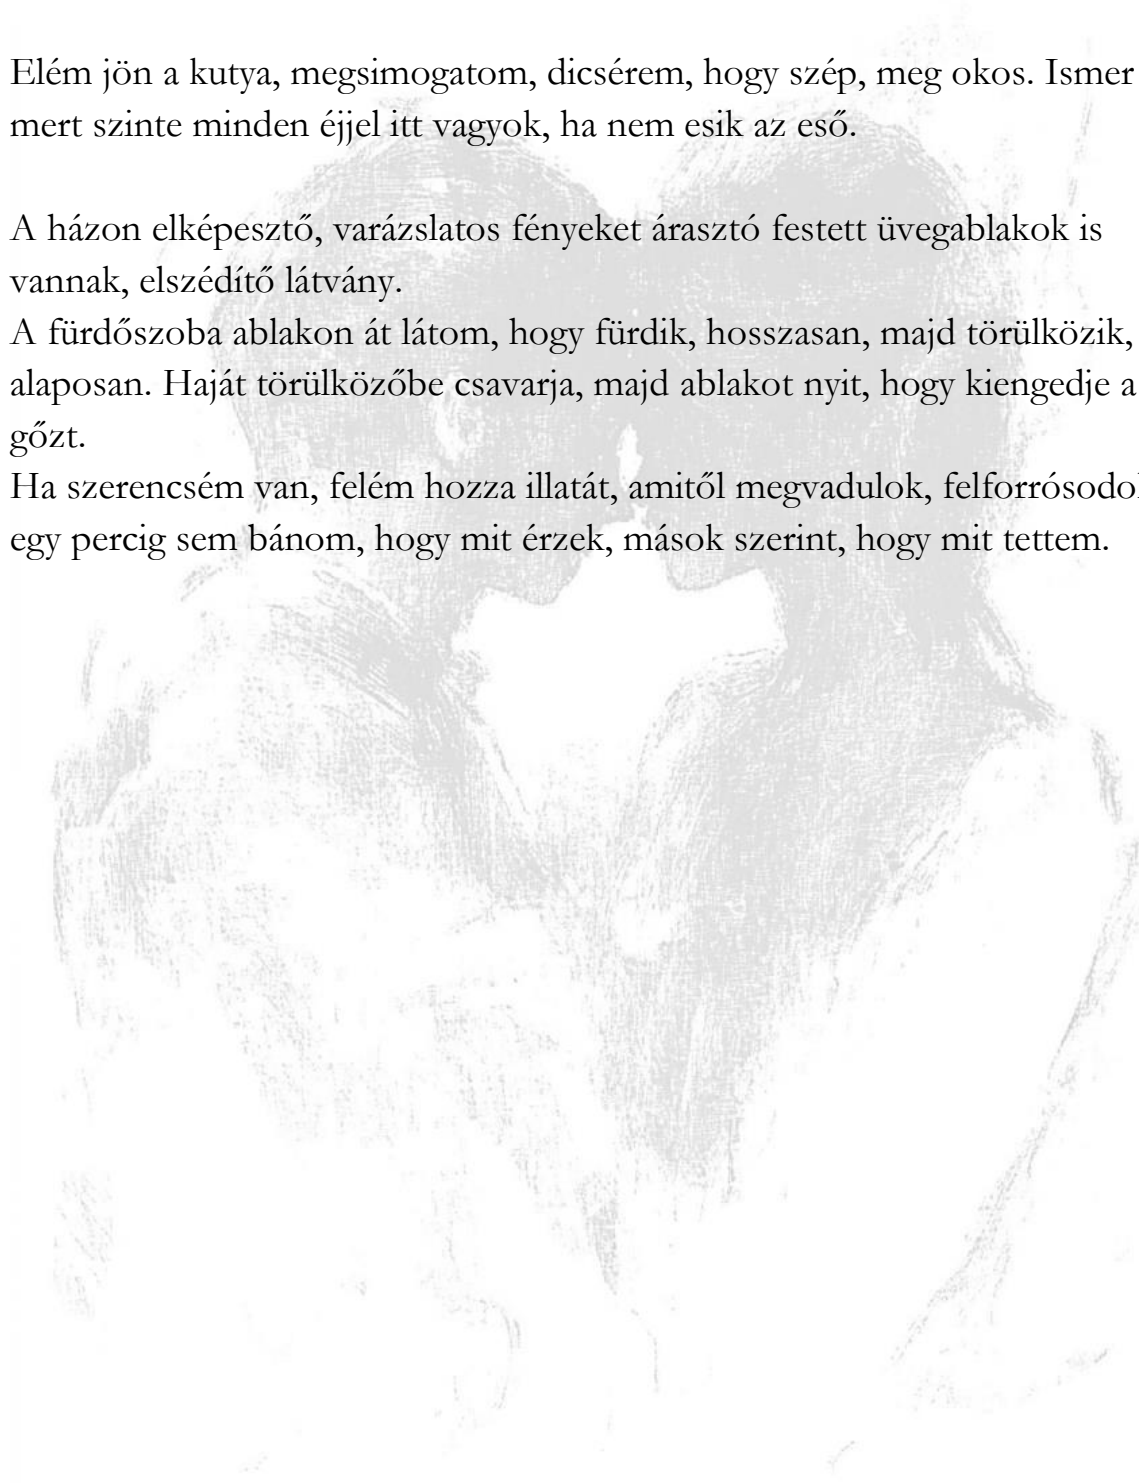 Elém jön a kutya, megsimogatom, dicsérem, hogy szép, meg okos. Ismer
mert szinte minden éjjel itt vagyok, ha nem esik az eső.
A házon elképesztő, varázslatos fényeket árasztó festett üvegablakok is
vannak, elszédítő látvány.
A fürdőszoba ablakon át látom, hogy fürdik, hosszasan, majd törülközik,
alaposan. Haját törülközőbe csavarja, majd ablakot nyit, hogy kiengedje a
gőzt.
Ha szerencsém van, felém hozza illatát, amitől megvadulok,
egy percig sem bánom, hogy mit érzek, mások szerint, hogy mit tettem.